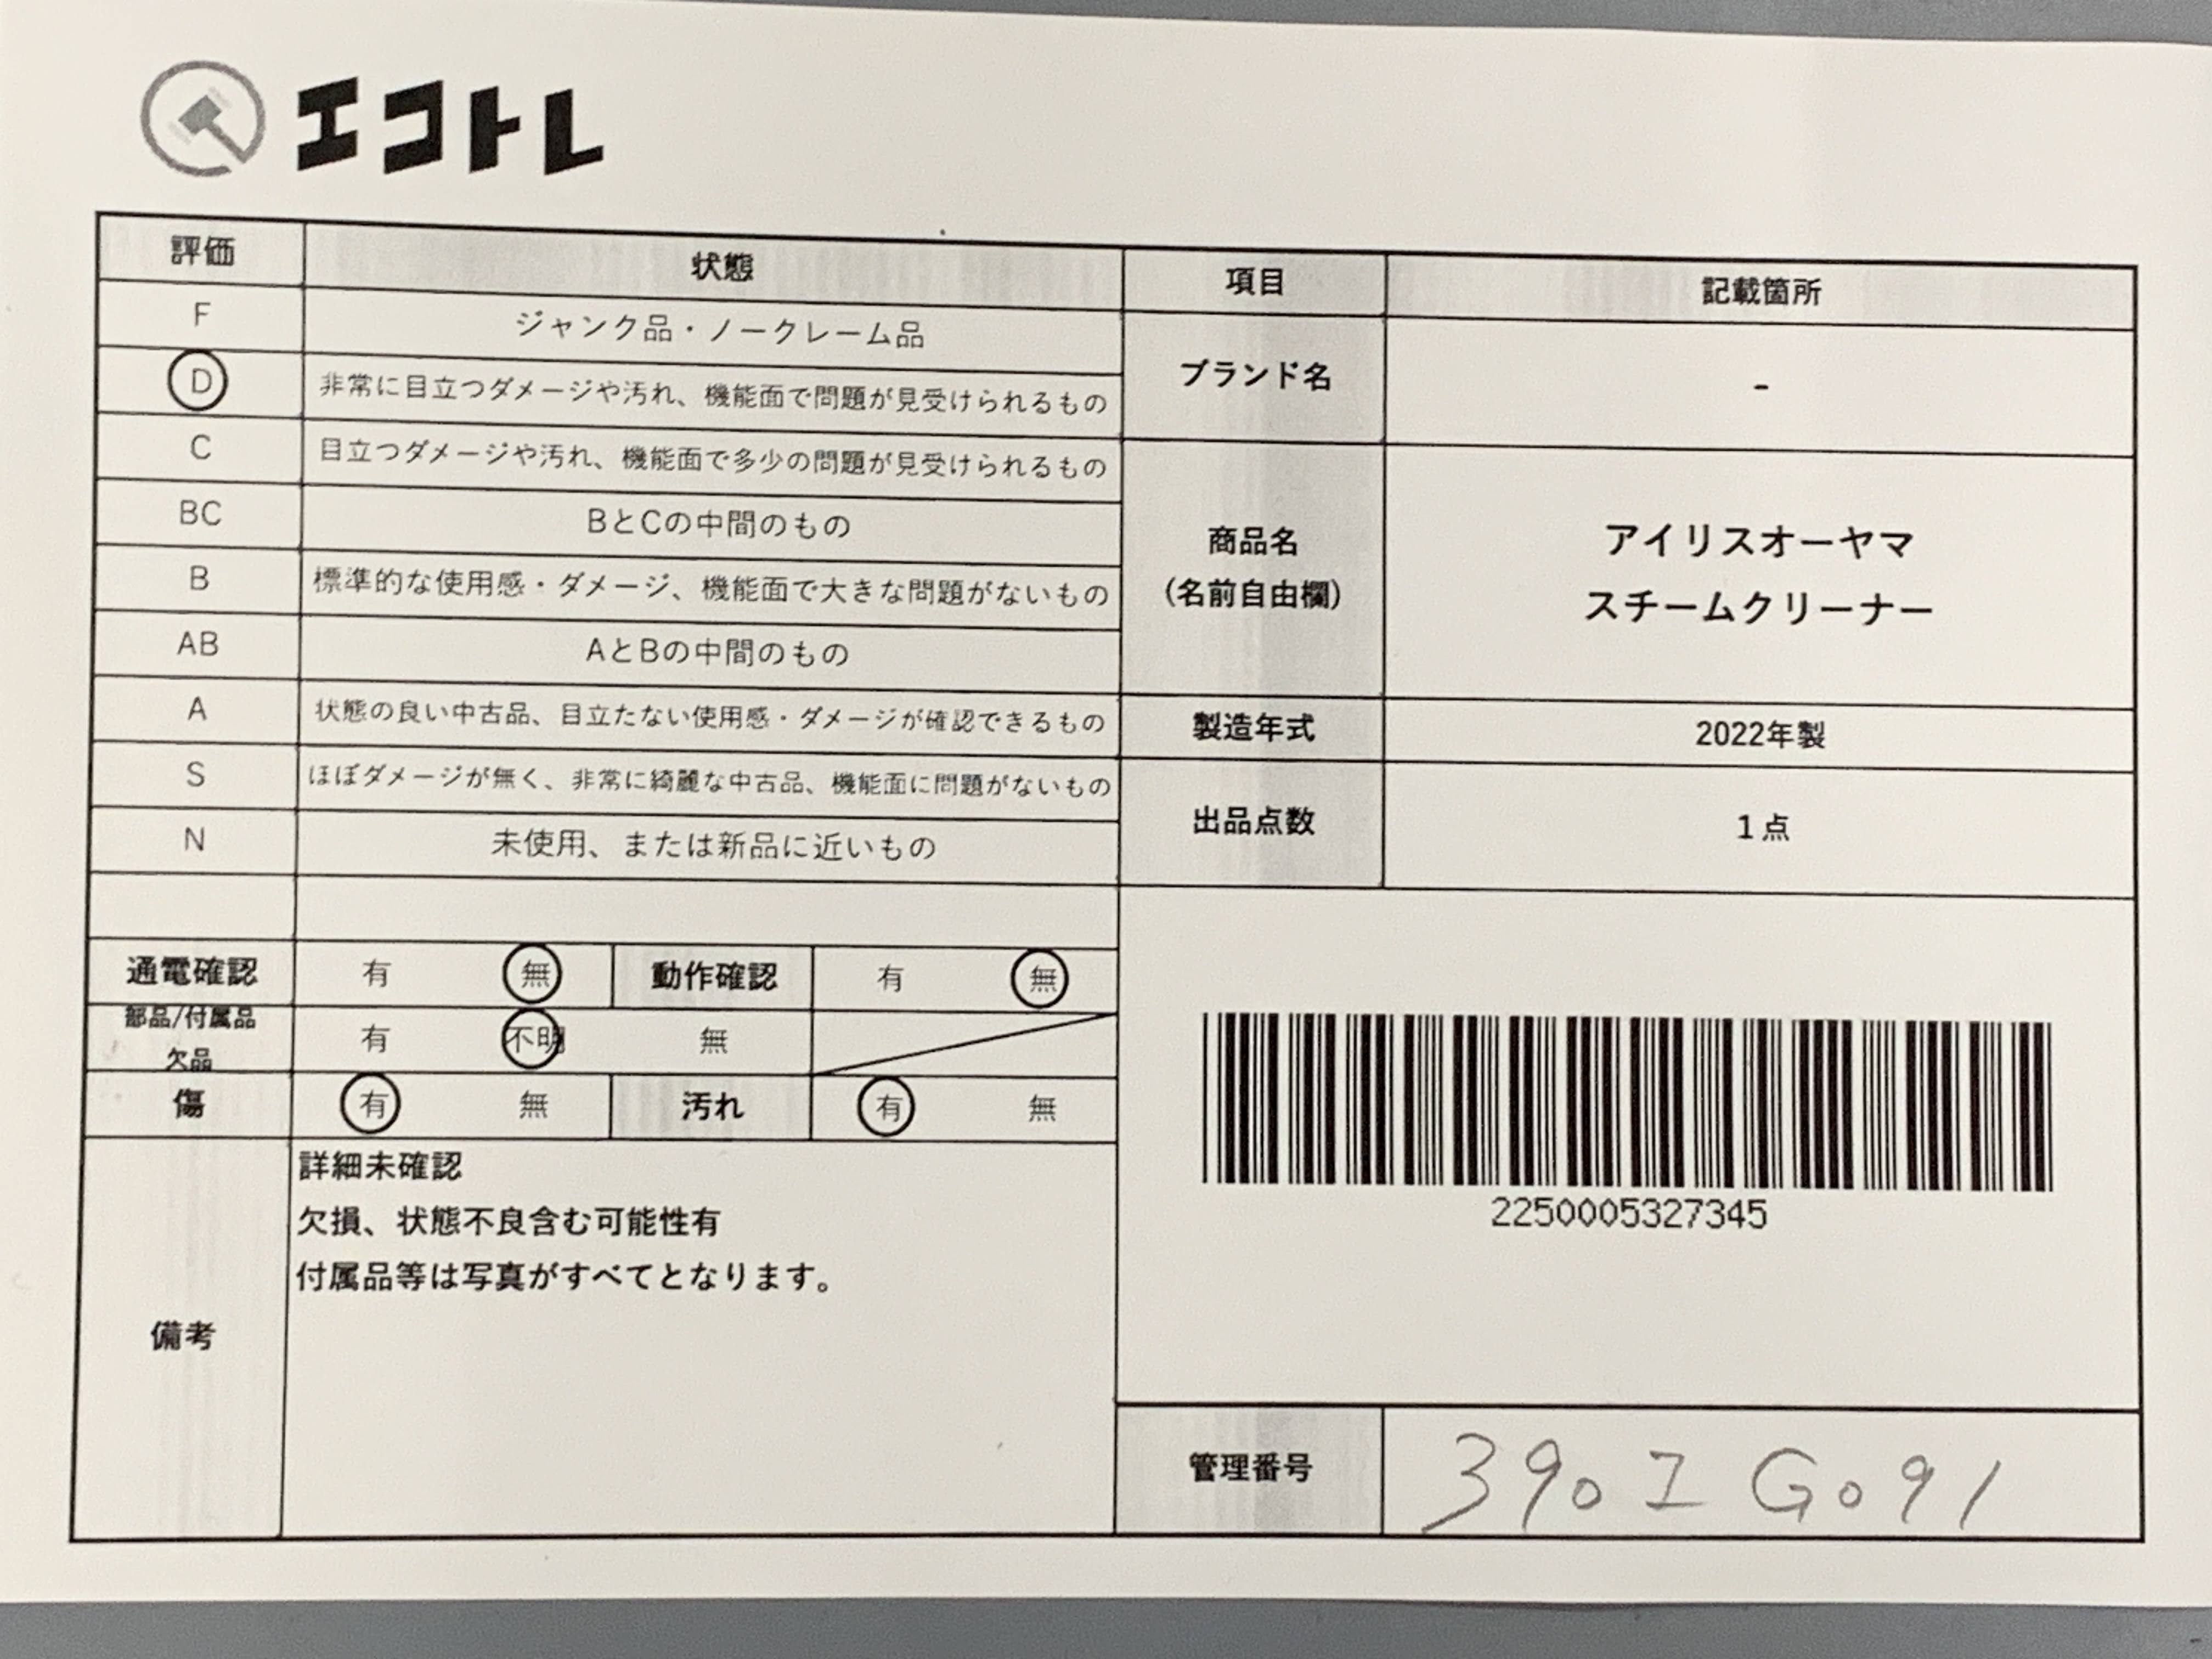 エコトレ
評価 状態
F ジャンク品・ノークレーム品
D 非常に目立つダメージや汚れ、機能面で問題が見受けられるもの
C 目立つダメージや汚れ、機能面で多少の問題が見受けられるもの
BC BとCの中間のもの
B 標準的な使用感・ダメージ、機能面で大きな問題がないもの
AB AとBの中間のもの
A 状態の良い中古品、目立たない使用感・ダメージが確認できるもの
S ほぼダメージが無く、非常に綺麗な中古品、機能面に問題がないもの
N 未使用、または新品に近いもの
通電確認 有 無 動作確認 有 無
部品/付属品
欠品
有 不明 無
傷 有 無 汚れ 有 無
備考
詳細未確認
欠損、状態不良含む可能性有
付属品等は写真がすべてとなります。
項目 記載箇所
ブランド名 -
商品名
(名前自由欄)
アイリスオーヤマ
スチームクリーナー
製造年式 2022年製
出品点数 1点
2250005327345
管理番号 390エG091